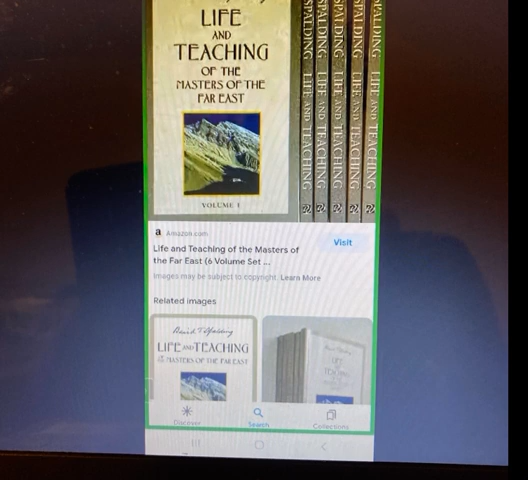 LIFE
AND
TEACHING
OF THE
MASTERS OF THE
FAR EAST
VOLUME 1
SPALDING LIFE AND TEACHING
SPALDING LIFE AND TEACHING
SPALDING LIFE AND TEACHING
SPALDING LIFE AND TEACHING
SPALDING LIFE AND TEACHING
a Amazon.com
Life and Teaching of the Masters of
the Far East (6 Volume Set ...
Visit
Images may be subject to copyright. Learn More
Related images
LIFE AND TEACHING
OF THE MASTERS OF THE FAR EAST
LIFE
TEACHING
Discover
Search
Collections